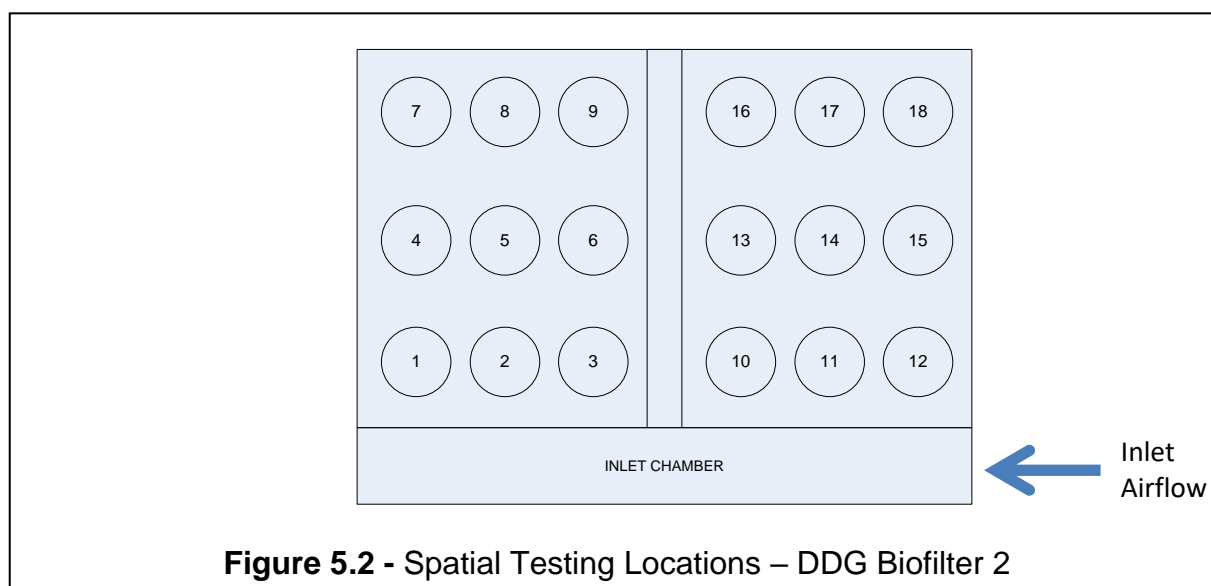 7 8 9 16 17 18
4 5 6 13 14 15
1 2 3 10 11 12
INLET CHAMBER
Inlet
Airflow
Figure 5.2 - Spatial Testing Locations – DDG Biofilter 2